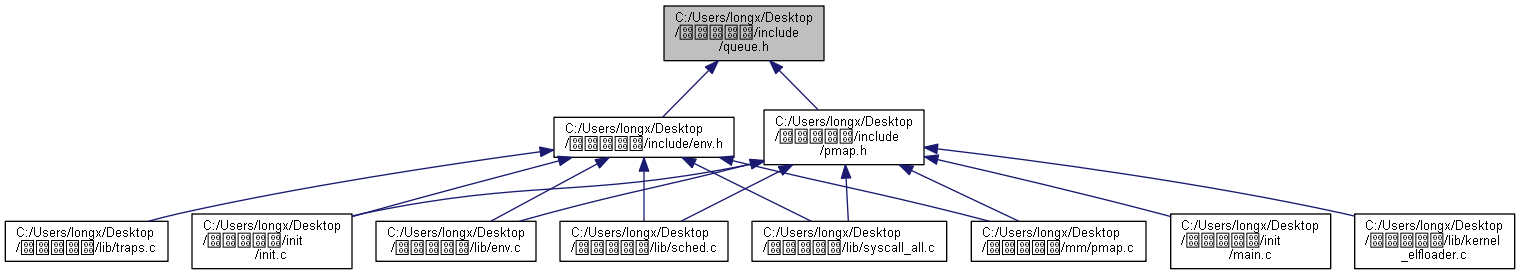 C:/Users/longx/Desktop
/include
/queue.h
C:/Users/longx/Desktop
/include/env.h
C:/Users/longx/Desktop
/include
/pmap.h
C:/Users/longx/Desktop
/lib/traps.c
C:/Users/longx/Desktop
/init
/init.c
C:/Users/longx/Desktop
/lib/env.c
C:/Users/longx/Desktop
/lib/sched.c
C:/Users/longx/Desktop
/lib/syscall_all.c
C:/Users/longx/Desktop
/mm/pmap.c
C:/Users/longx/Desktop
/init
/main.c
C:/Users/longx/Desktop
/lib/kernel
_elfloader.c